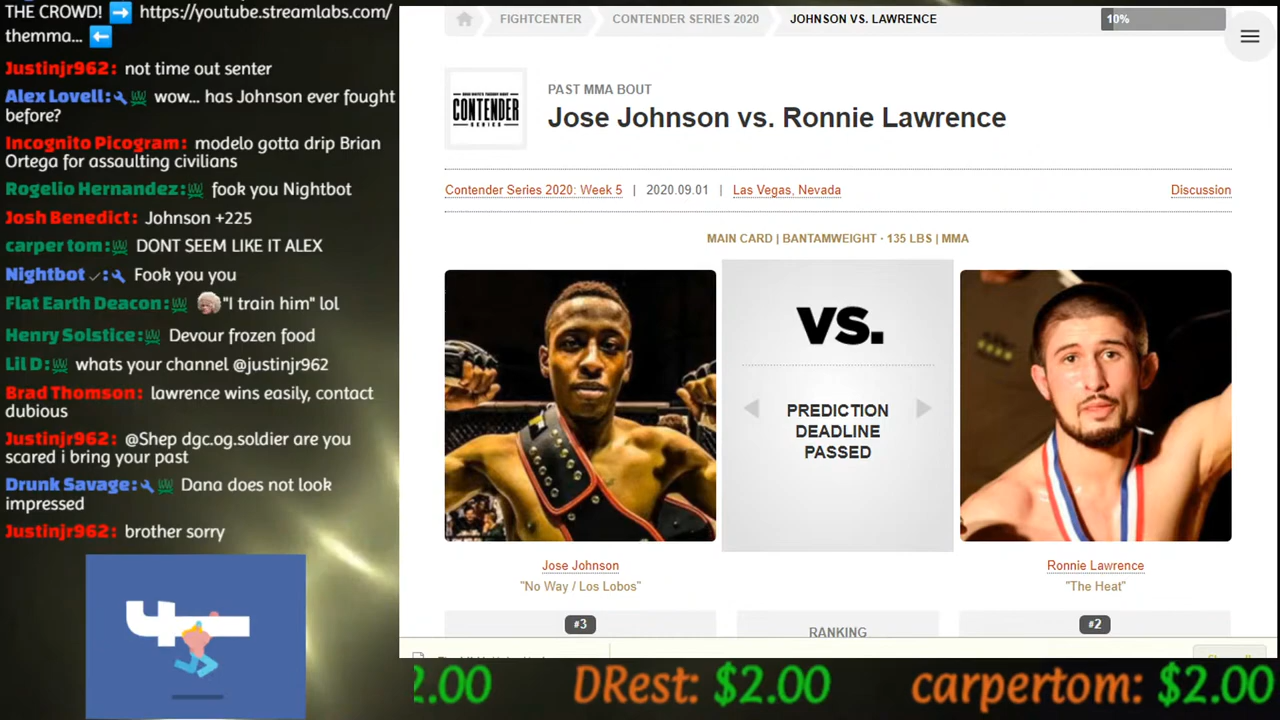 THE CROWD! ➡️ https://youtube.streamlabs.com/
themma... ⬅️
Justinjr962: not time out senter
Alex Lovell: wow... has Johnson ever fought
before?
Incognito Picogram: modelo gotta drip Brian
Ortega for assaulting civilians
Rogelio Hernandez: fook you Nightbot
Josh Benedict: Johnson +225
carper tom: DONT SEEM LIKE IT ALEX
Nightbot ✓: Fook you you
Flat Earth Deacon: "I train him" lol
Henry Solstice: Devour frozen food
Lil D: whats your channel @justinjr962
Brad Thomson: lawrence wins easily, contact
dubious
Justinjr962: @Shep dgc.og.soldier are you
scared i bring your past
Drunk Savage: Dana does not look
impressed
Justinjr962: brother sorry
FIGHTCENTER CONTENDER SERIES 2020 JOHNSON VS. LAWRENCE
10%
CONTENDER
SERIES
PAST MMA BOUT
Jose Johnson vs. Ronnie Lawrence
Contender Series 2020: Week 5 | 2020.09.01 | Las Vegas, Nevada Discussion
MAIN CARD | BANTAMWEIGHT · 135 LBS | MMA
VS.
PREDICTION
DEADLINE
PASSED
Jose Johnson Ronnie Lawrence
"No Way / Los Lobos" "The Heat"
#3 RANKING #2
2.00 DRest: $2.00 carpertom: $2.00